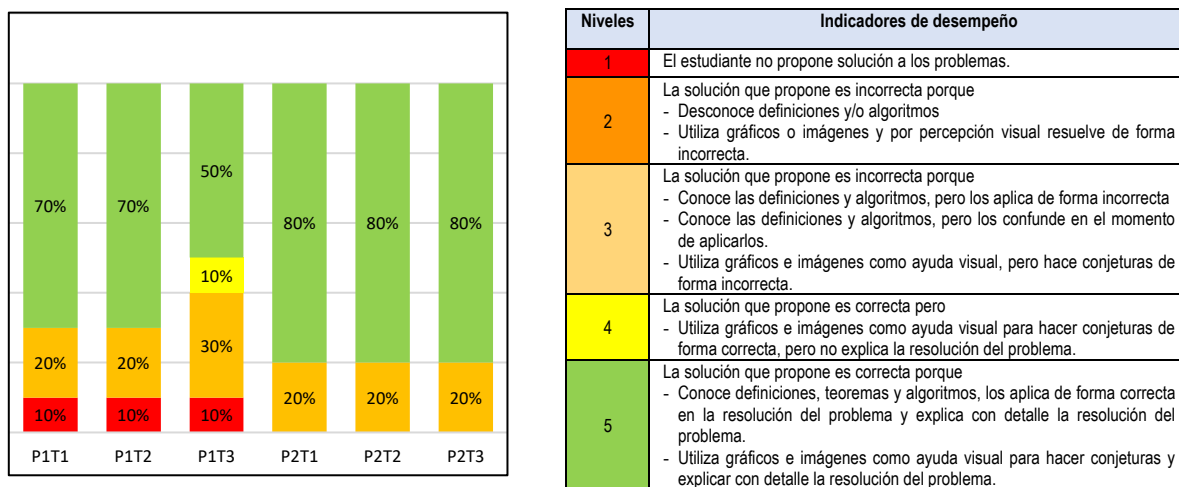 50%
70%
70%
80%
80%
80%
10%
20%
20%
30%
20%
20%
20%
10%
10%
10%
P1T1
P1T2
P1T3
P2T1
P2T2
P2T3
Niveles
Indicadores de desempeño
1
El estudiante no propone solución a los problemas.
2
La solución que propone es incorrecta porque
- Desconoce definiciones y/o algoritmos
- Utiliza gráficos o imágenes y por percepción visual resuelve de forma
incorrecta.
3
La solución que propone es incorrecta porque
- Conoce las definiciones y algoritmos, pero los aplica de forma incorrecta
- Conoce las definiciones y algoritmos, pero los confunde en el momento
de aplicarlos.
- Utiliza gráficos e imágenes como ayuda visual, pero hace conjeturas de
forma incorrecta.
4
La solución que propone es correcta pero
- Utiliza gráficos e imágenes como ayuda visual para hacer conjeturas de
forma correcta, pero no explica la resolución del problema.
5
La solución que propone es correcta porque
- Conoce definiciones, teoremas y algoritmos, los aplica de forma correcta
en la resolución del problema y explica con detalle la resolución del
problema.
- Utiliza gráficos e imágenes como ayuda visual para hacer conjeturas y
explicar con detalle la resolución del problema.